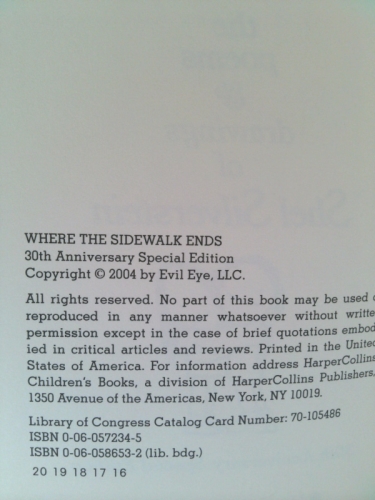 WHERE THE SIDEWALK ENDS
30th Anniversary Special Edition
Copyright © 2004 by Evil Eye, LLC.
All rights reserved. No part of this book may be used
reproduced in any manner whatsoever without writte
permission except in the case of brief quotations embod
ied in critical articles and reviews. Printed in the United
States of America. For information address HarperCollins
Children's Books, a division of HarperCollins Publishers,
1350 Avenue of the Americas, New York, NY 10019.
Library of Congress Catalog Card Number: 70-105486
ISBN 0-06-057234-5
ISBN 0-06-058653-2 (lib. bdg.)
20 19 18 17 16